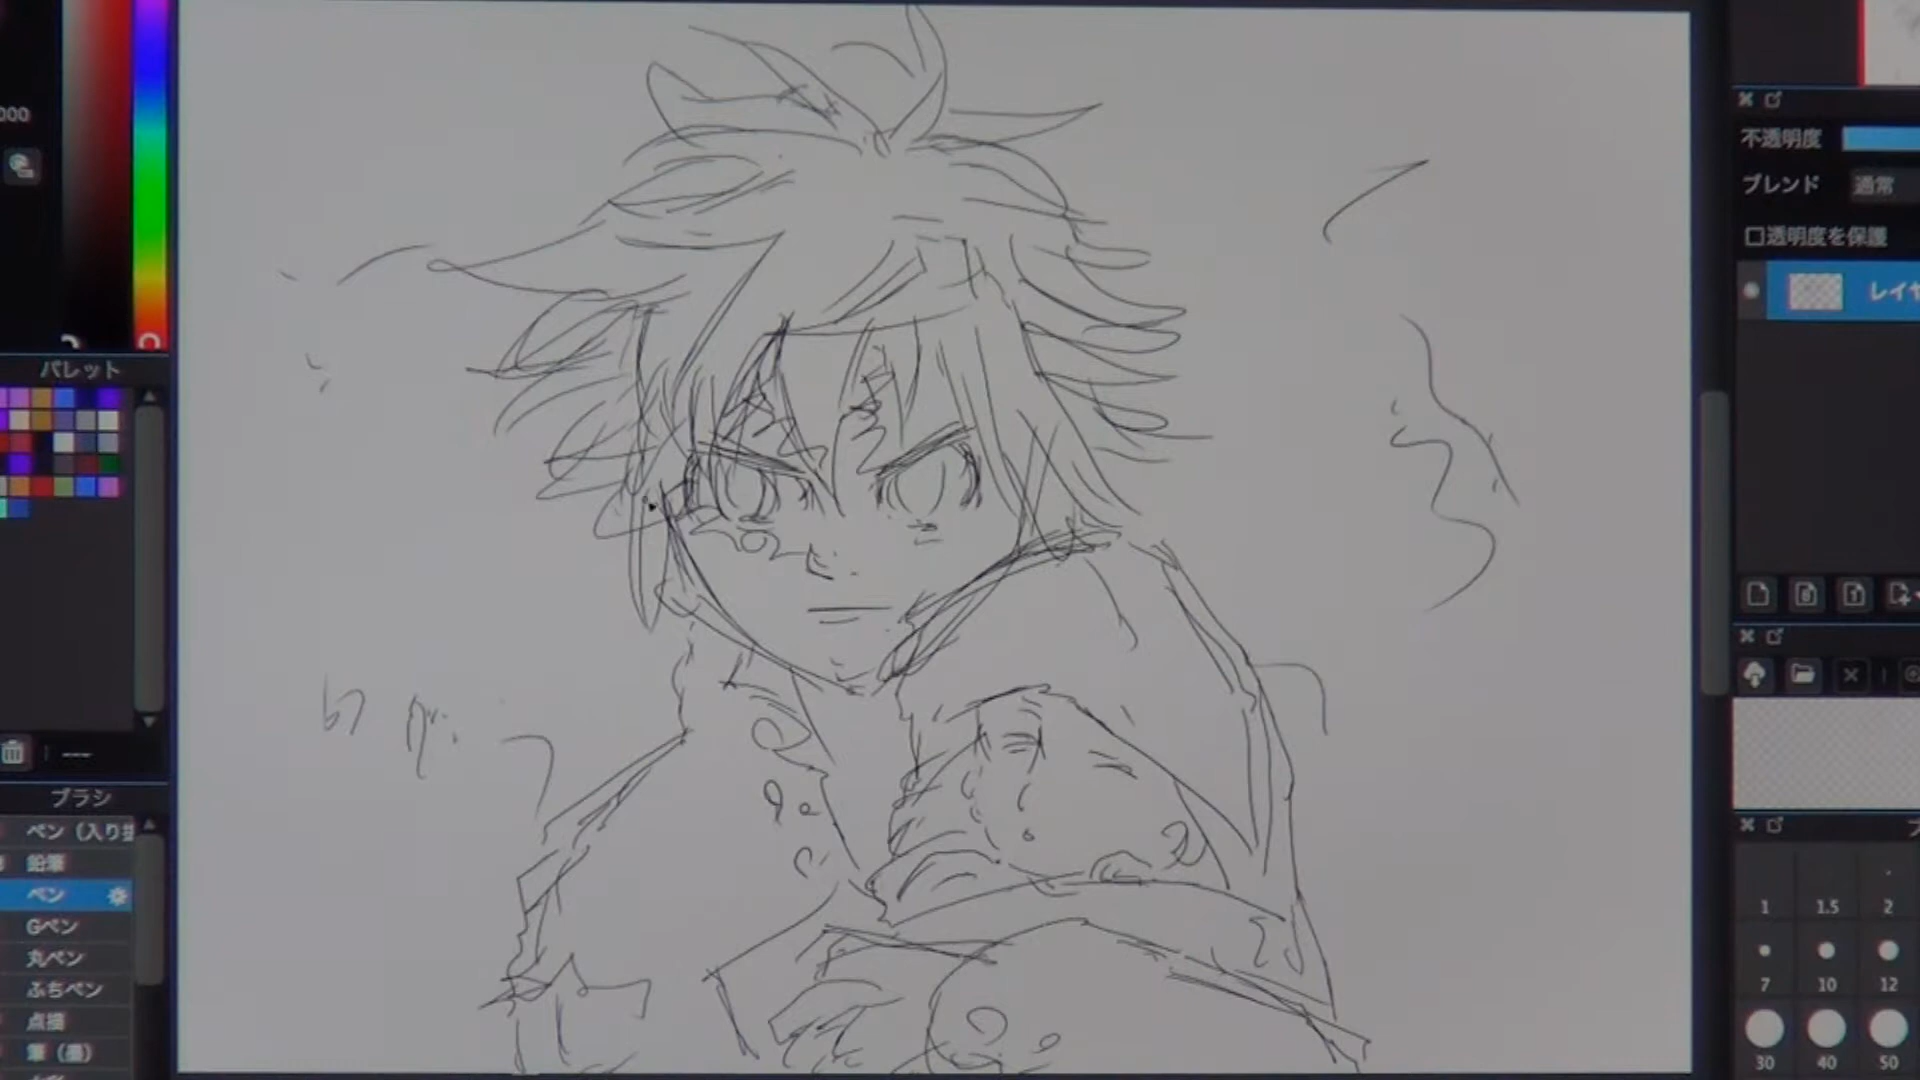 000
パレット
---
ブラシ
ペン（入り抜
鉛筆
ペン
Gペン
丸ペン
ふちペン
点描
筆（墨）
不透明度
ブレンド 通常
透明度を保護
レイヤ
1 1.5 2
7 10 12
30 40 50